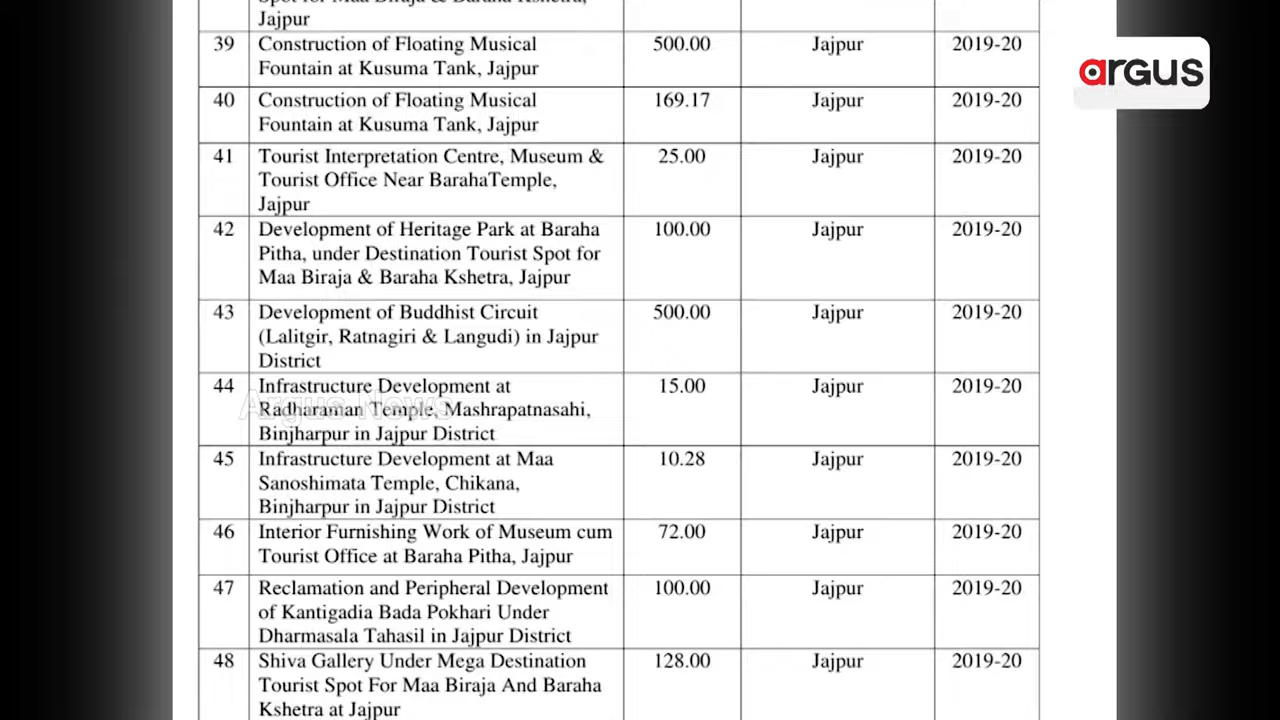 Spot for Maa Biraja & Baraha Kshetra,
Jajpur
39 Construction of Floating Musical 500.00 Jajpur 2019-20
Fountain at Kusuma Tank, Jajpur
40 Construction of Floating Musical 169.17 Jajpur 2019-20
Fountain at Kusuma Tank, Jajpur
41 Tourist Interpretation Centre, Museum & 25.00 Jajpur 2019-20
Tourist Office Near BarahaTemple,
Jajpur
42 Development of Heritage Park at Baraha 100.00 Jajpur 2019-20
Pitha, under Destination Tourist Spot for
Maa Biraja & Baraha Kshetra, Jajpur
43 Development of Buddhist Circuit 500.00 Jajpur 2019-20
(Lalitgir, Ratnagiri & Langudi) in Jajpur
District
44 Infrastructure Development at 15.00 Jajpur 2019-20
Radharaman Temple, Mashrapatnasahi,
Binjharpur in Jajpur District
45 Infrastructure Development at Maa 10.28 Jajpur 2019-20
Sanoshimata Temple, Chikana,
Binjharpur in Jajpur District
46 Interior Furnishing Work of Museum cum 72.00 Jajpur 2019-20
Tourist Office at Baraha Pitha, Jajpur
47 Reclamation and Peripheral Development 100.00 Jajpur 2019-20
of Kantigadia Bada Pokhari Under
Dharmasala Tahasil in Jajpur District
48 Shiva Gallery Under Mega Destination 128.00 Jajpur 2019-20
Tourist Spot For Maa Biraja And Baraha
Kshetra at Jajpur
argus
Argus News